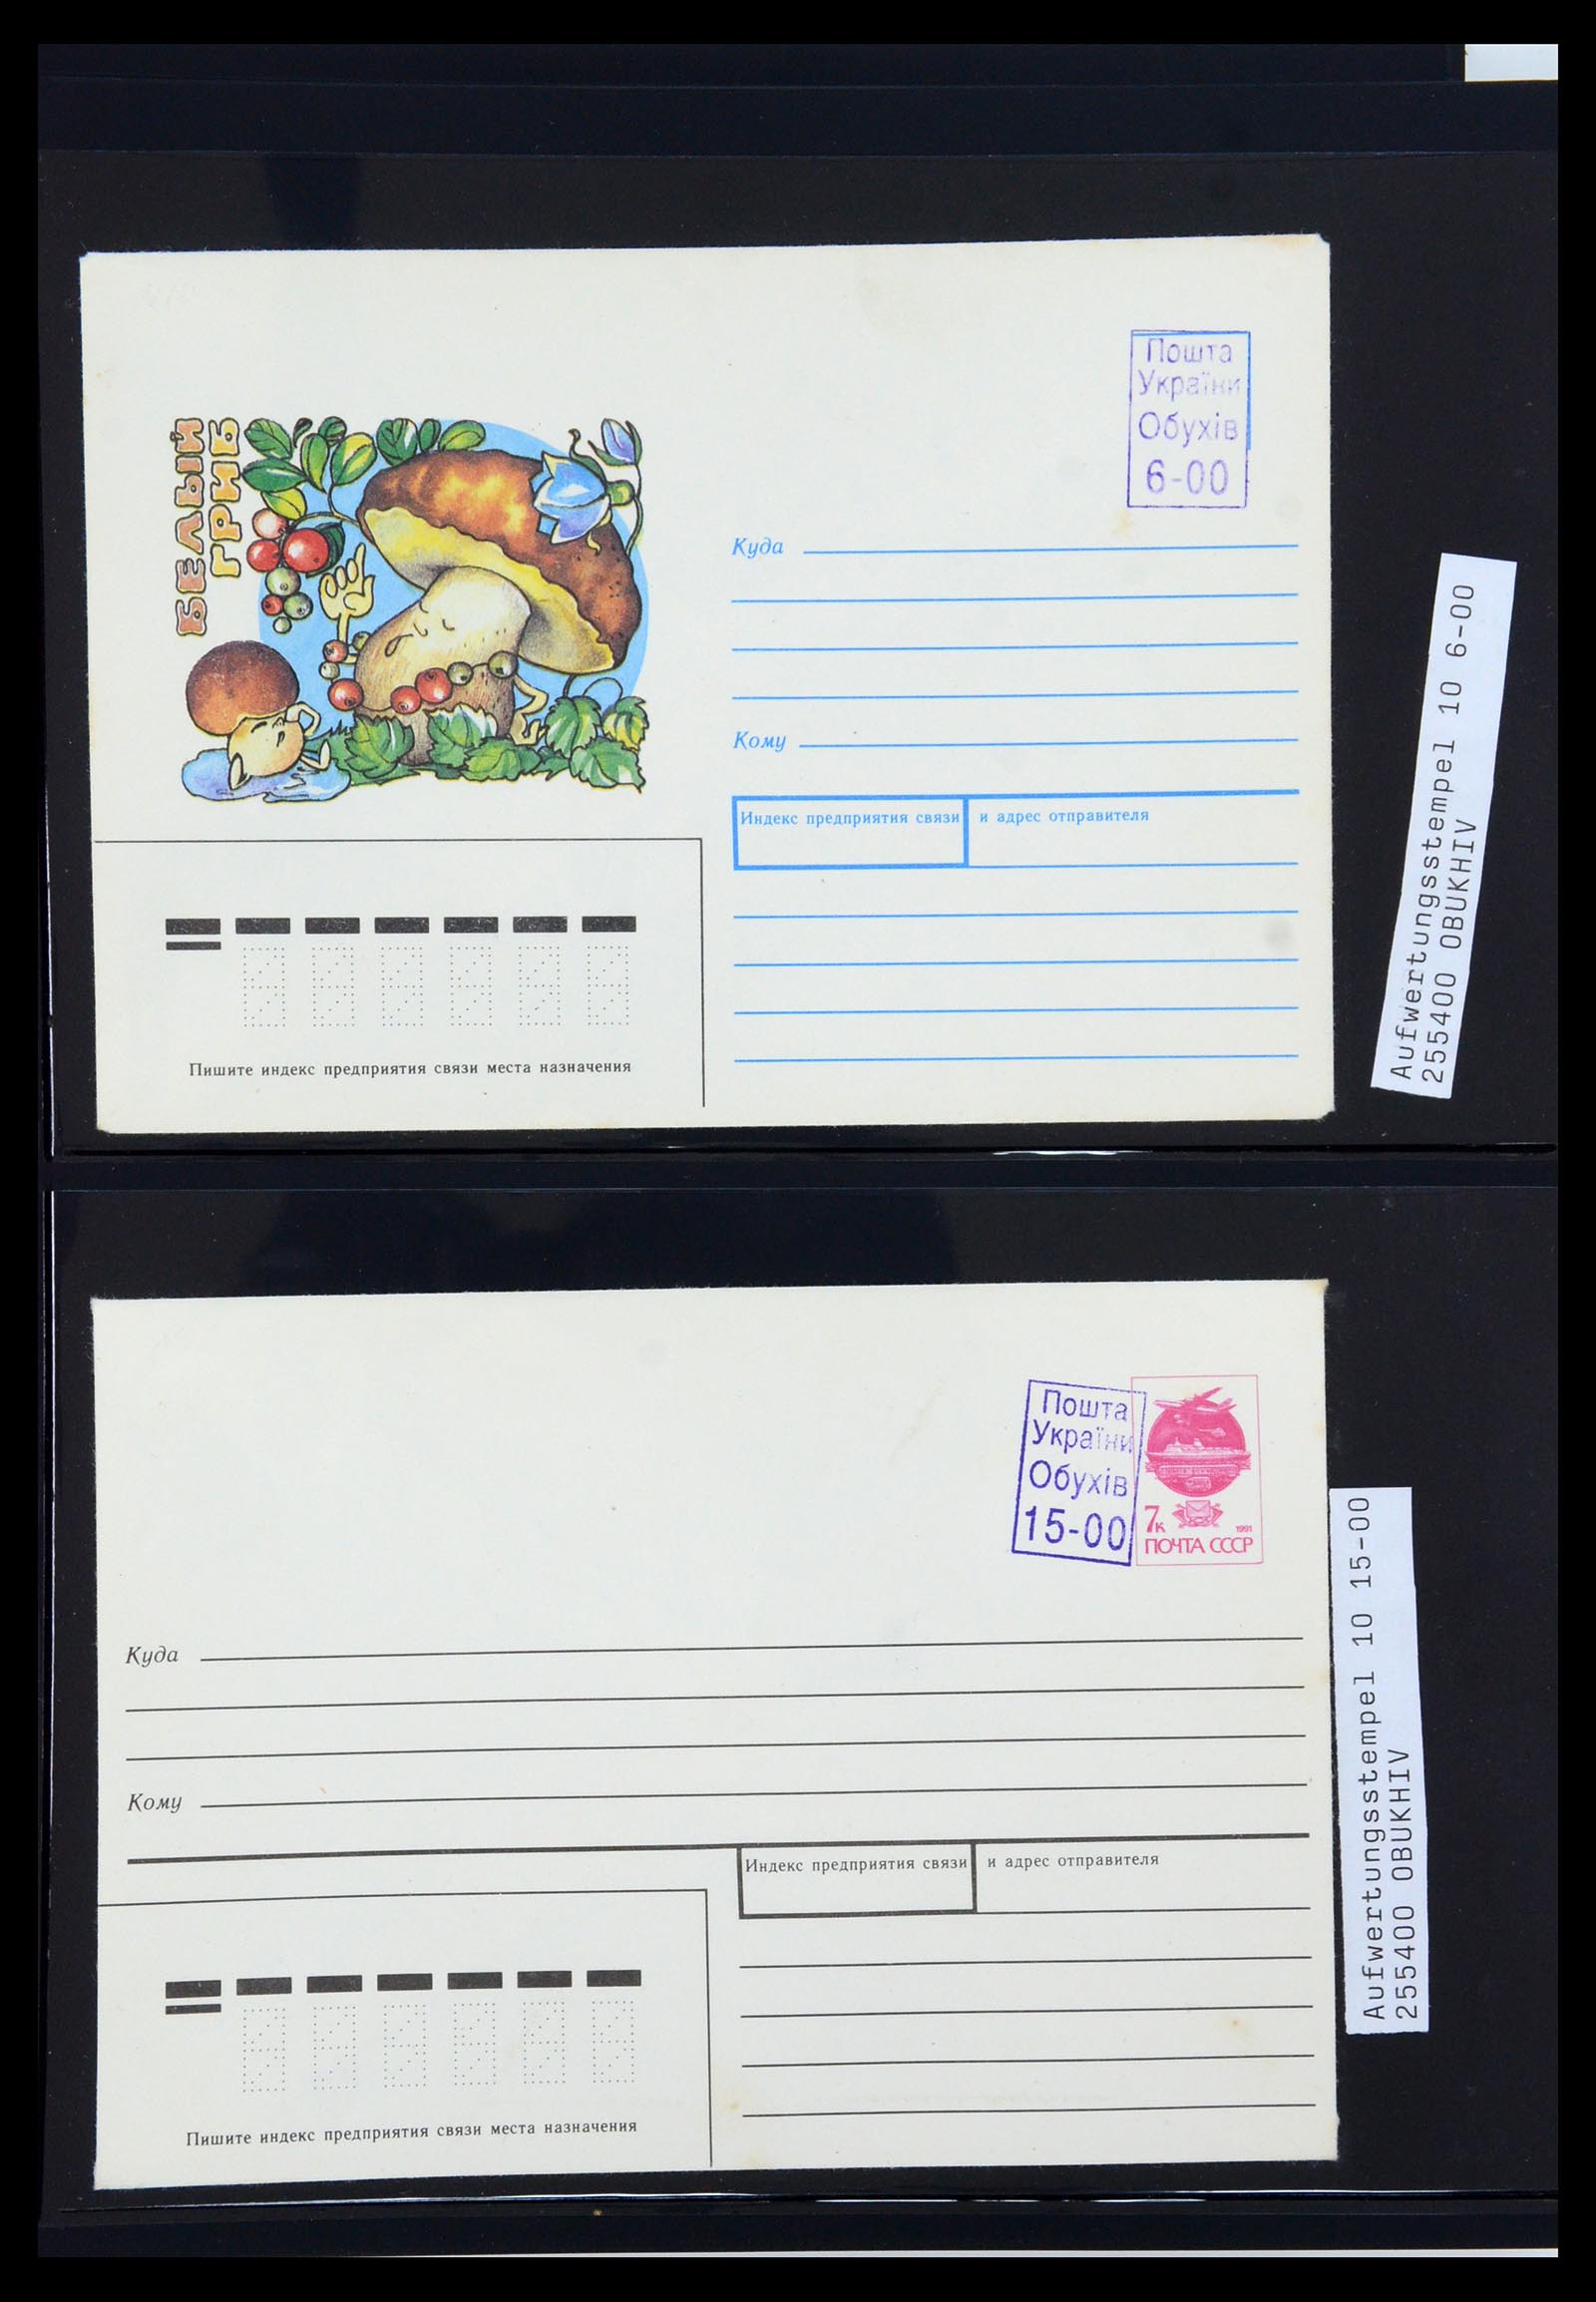 Пошта
України
Обухів
6-00
БЕЛЫЙ
ГРИБ
Куда
Кому
Индекс предприятия связи и адрес отправителя
Пишите индекс предприятия связи места назначения
Aufwertungsstempel 10 6-00
255400 OBUKHIV
Пошта
України
Обухів
15-00
7к
1991
ПОЧТА СССР
Куда
Кому
Индекс предприятия связи и адрес отправителя
Пишите индекс предприятия связи места назначения
Aufwertungsstempel 10 15-00
255400 OBUKHIV